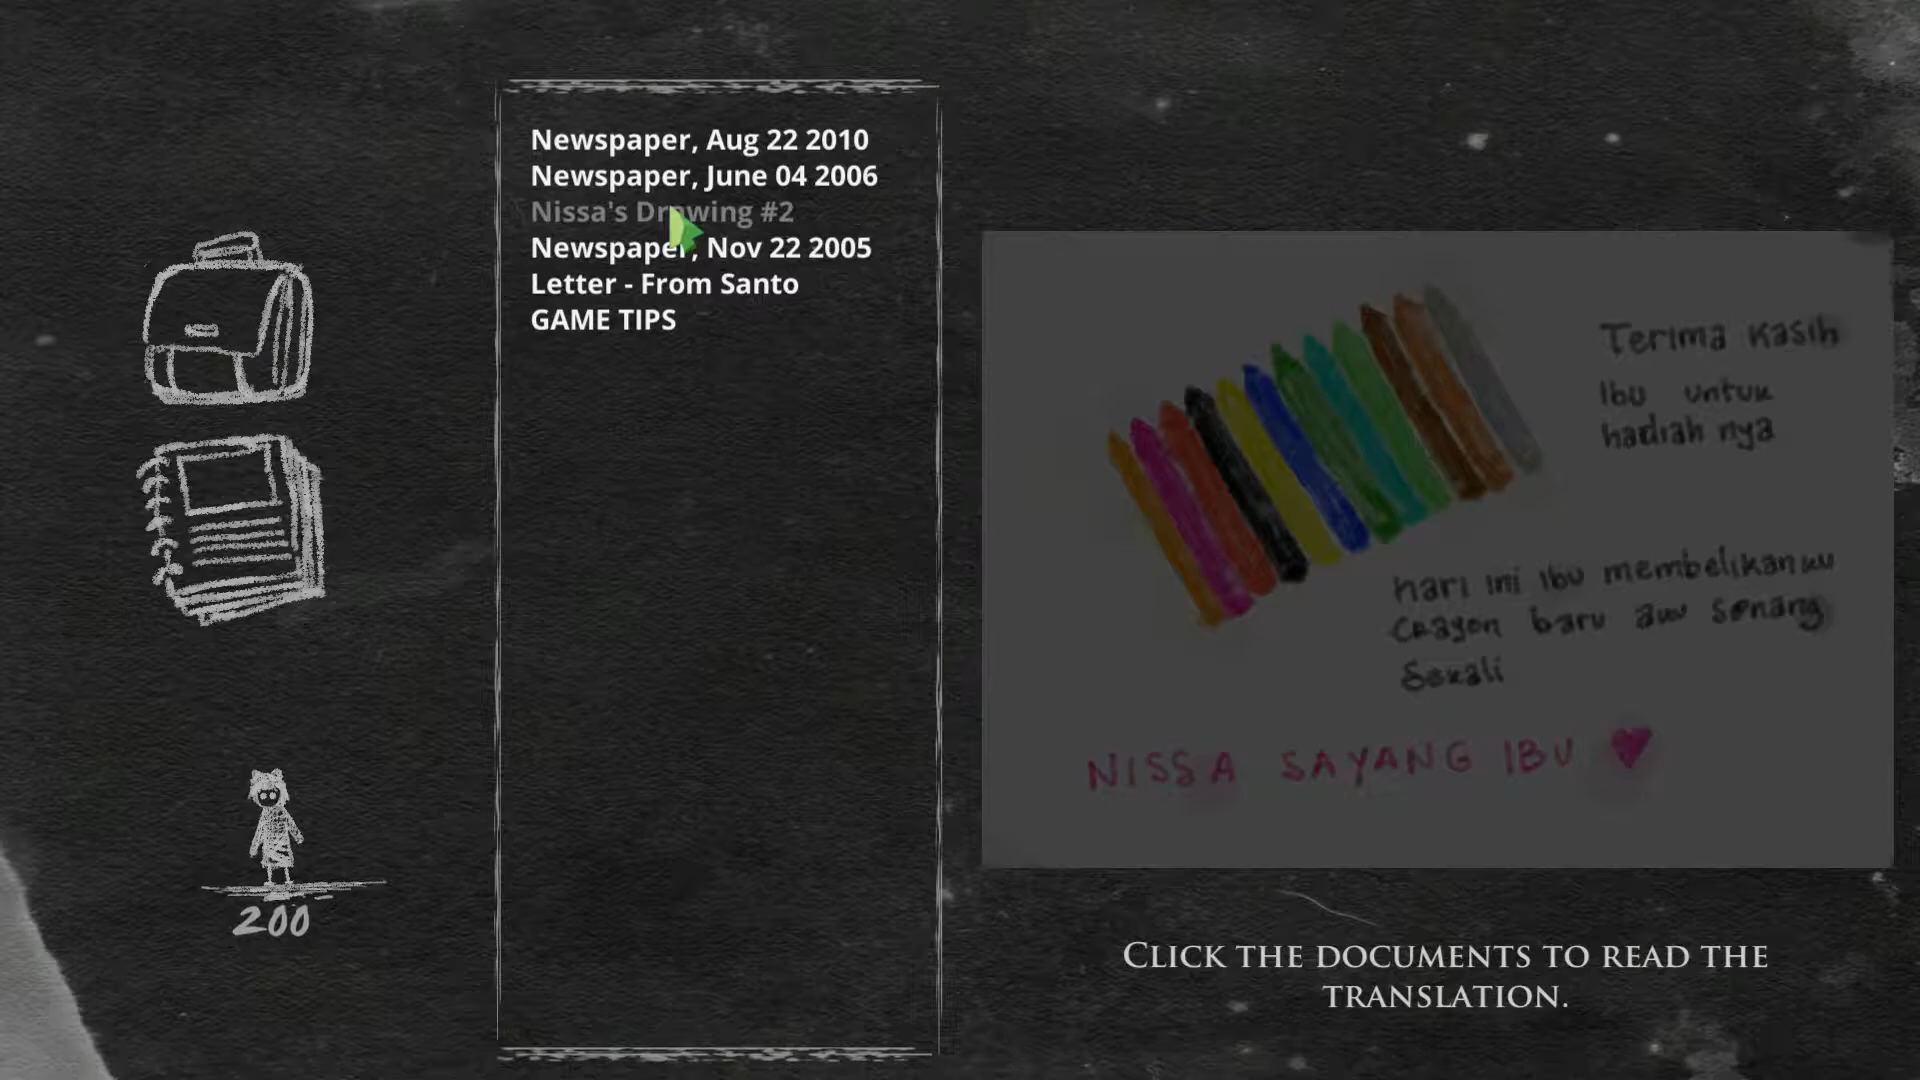 Newspaper, Aug 22 2010
Newspaper, June 04 2006
Nissa's Drawing #2
Newspaper, Nov 22 2005
Letter - From Santo
GAME TIPS
200
Terima Kasih
Ibu untuk
hadiah nya
hari ini Ibu membelikanku
Crayon baru aku senang
Sekali
NISSA SAYANG IBU
CLICK THE DOCUMENTS TO READ THE
TRANSLATION.